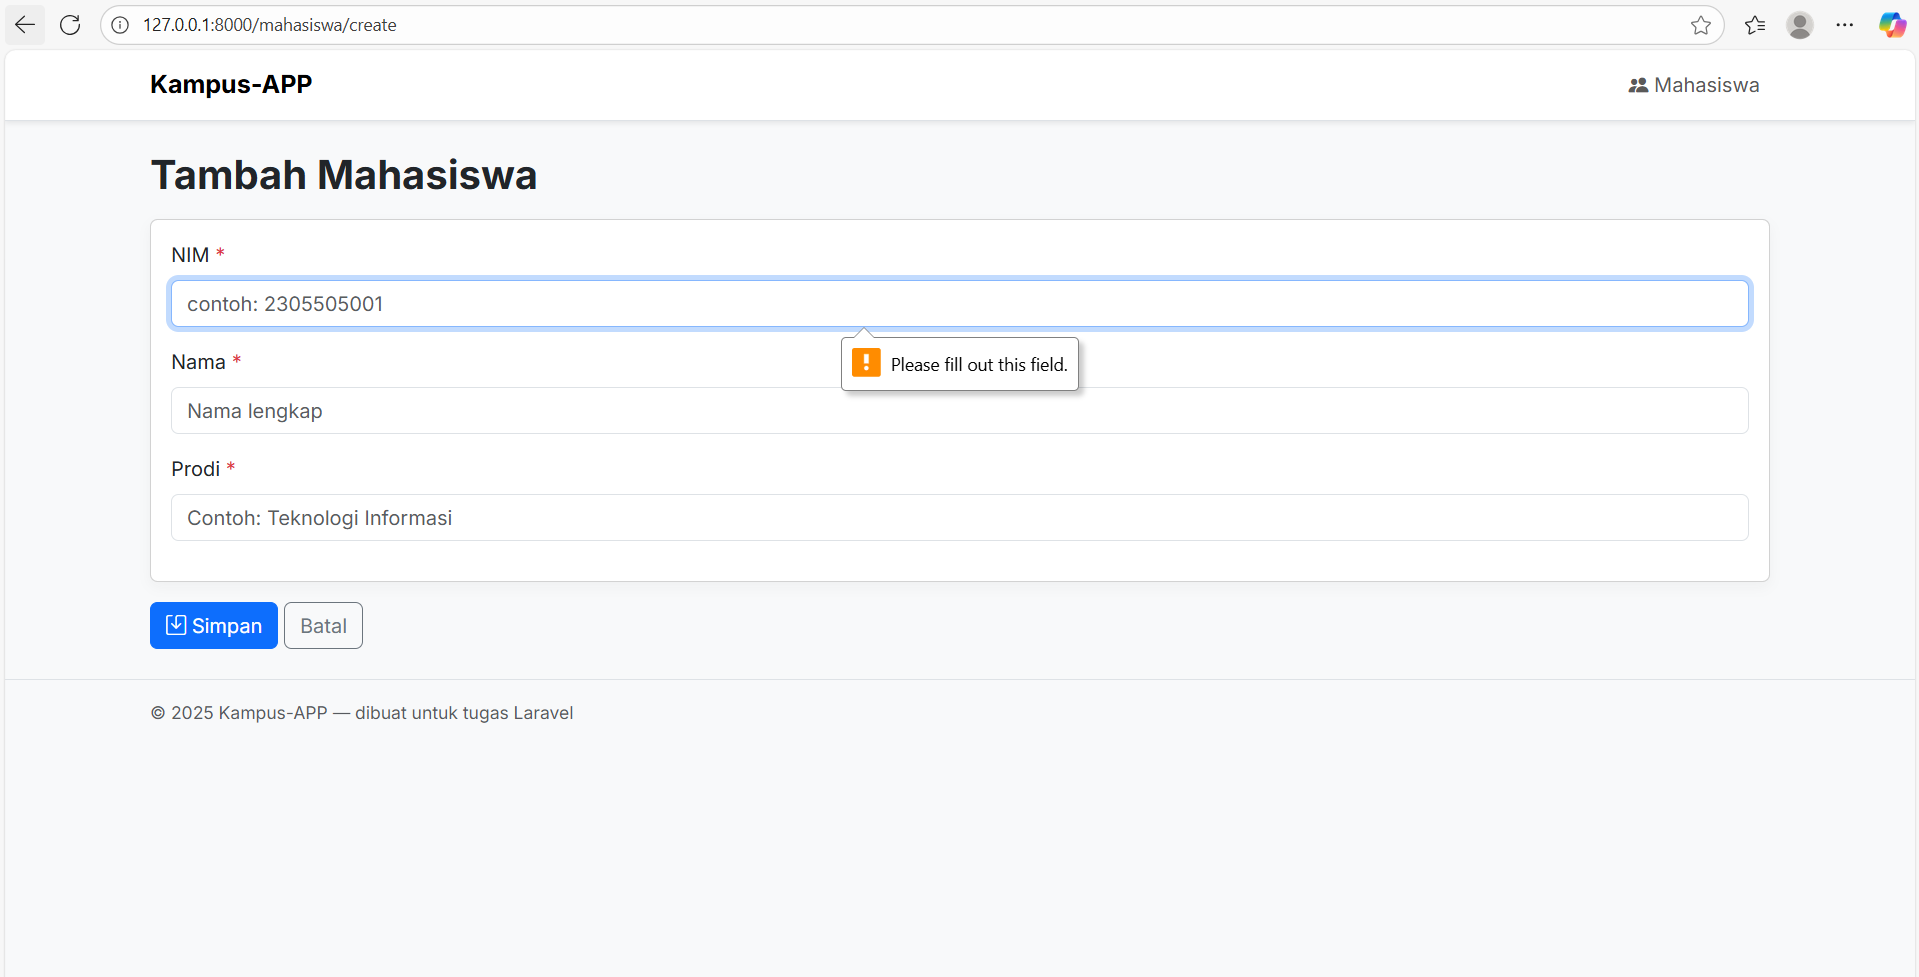 127.0.0.1:8000/mahasiswa/create
Kampus-APP
Mahasiswa
Tambah Mahasiswa
NIM *
contoh: 2305505001
Please fill out this field.
Nama *
Nama lengkap
Prodi *
Contoh: Teknologi Informasi
Simpan
Batal
© 2025 Kampus-APP — dibuat untuk tugas Laravel